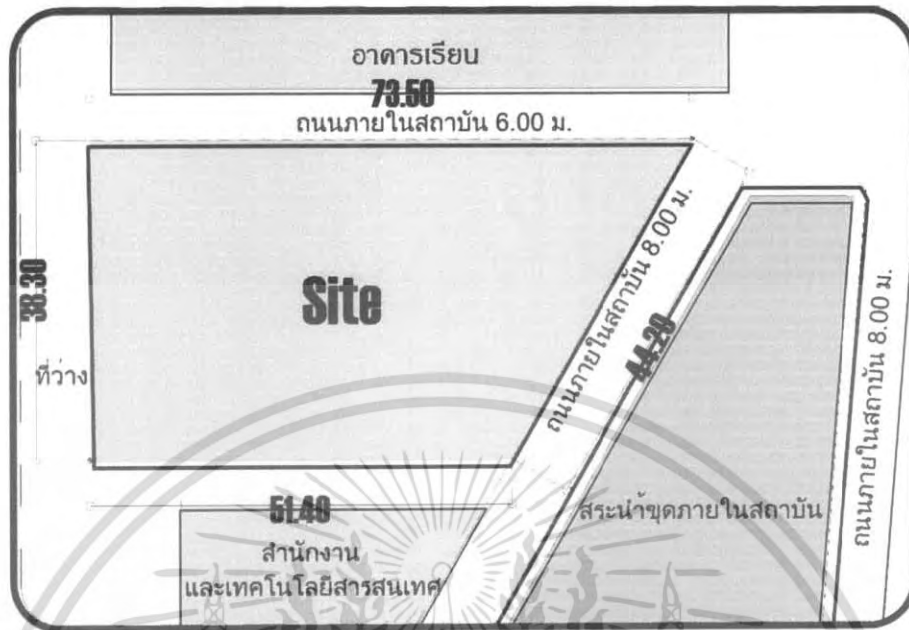 อาคารเรียน
73.50
ถนนภายในสถาบัน 6.00 ม.
38.30
Site
ที่ว่าง
ถนนภายในสถาบัน 8.00 ม.
44.20
ถนนภายในสถาบัน 8.00 ม.
51.40
สระน้ำขุดภายในสถาบัน
สำนักงาน
และเทคโนโลยีสารสนเทศ